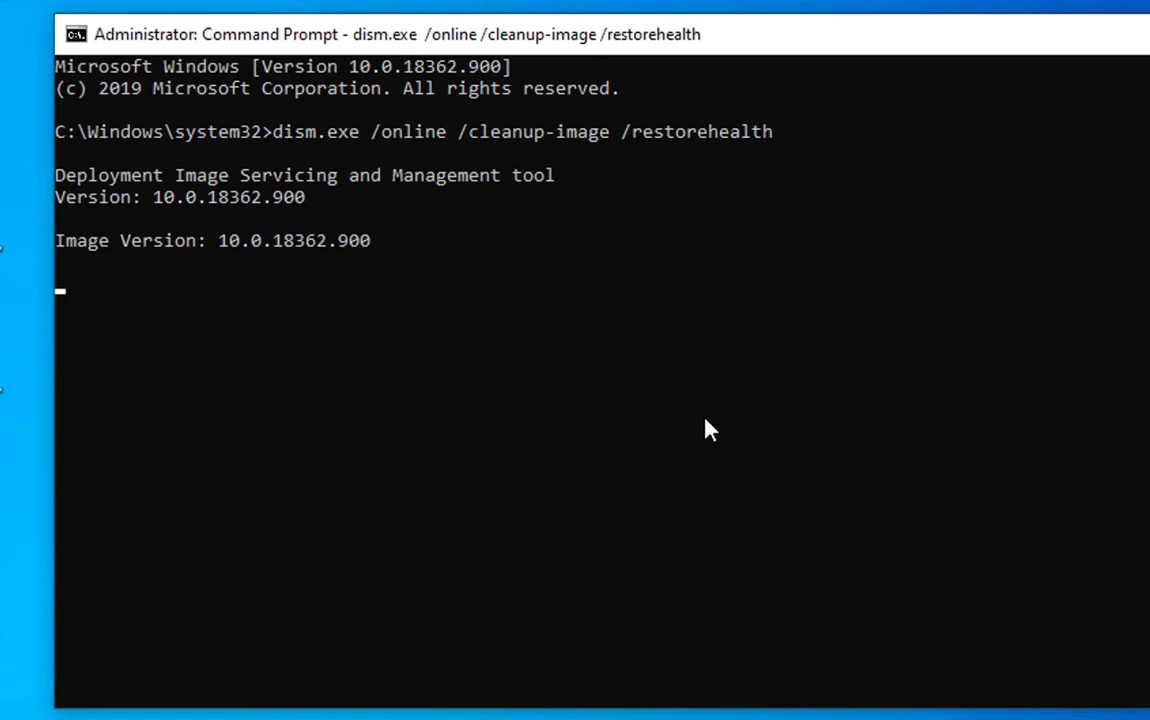 Administrator: Command Prompt - dism.exe /online /cleanup-image /restorehealth
Microsoft Windows [Version 10.0.18362.900]
(c) 2019 Microsoft Corporation. All rights reserved.
C:\Windows\system32>dism.exe /online /cleanup-image /restorehealth
Deployment Image Servicing and Management tool
Version: 10.0.18362.900
Image Version: 10.0.18362.900